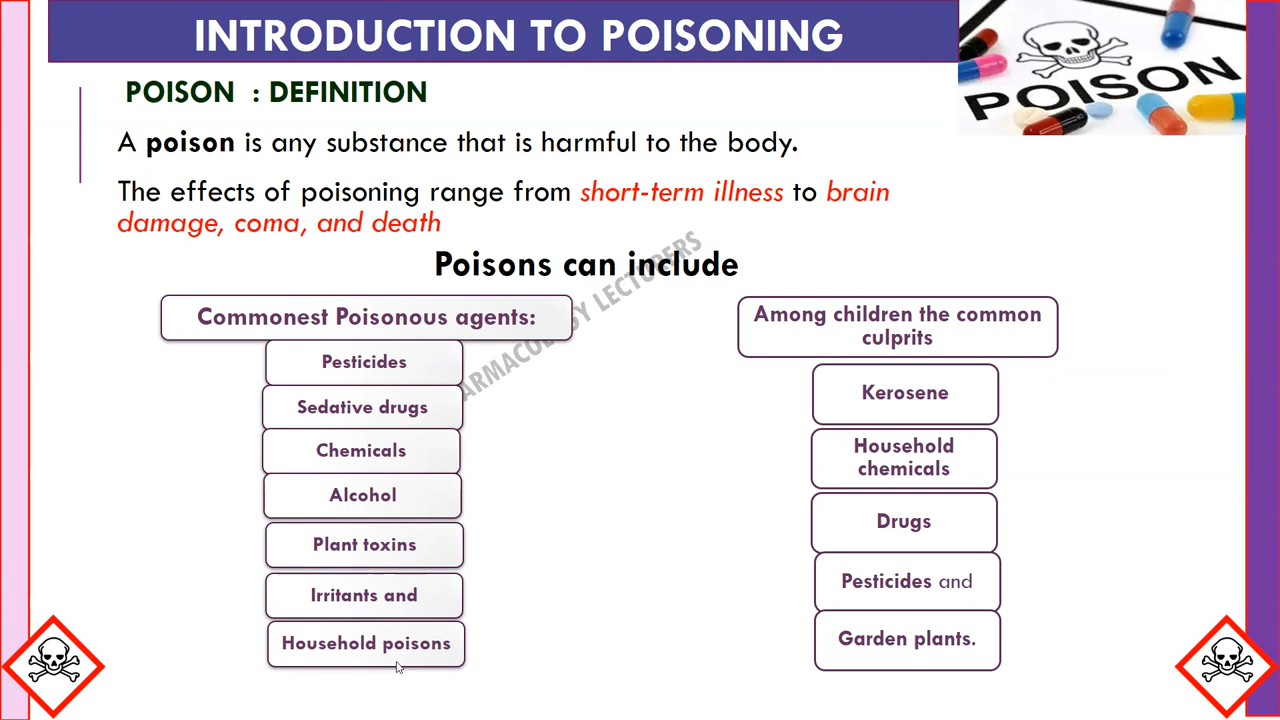 INTRODUCTION TO POISONING
POISON
POISON : DEFINITION
A poison is any substance that is harmful to the body.
The effects of poisoning range from short-term illness to brain
damage, coma, and death
Poisons can include
Commonest Poisonous agents:
Pesticides
Sedative drugs
Chemicals
Alcohol
Plant toxins
Irritants and
Household poisons
Among children the common
culprits
Kerosene
Household
chemicals
Drugs
Pesticides and
Garden plants.
LECTURERS